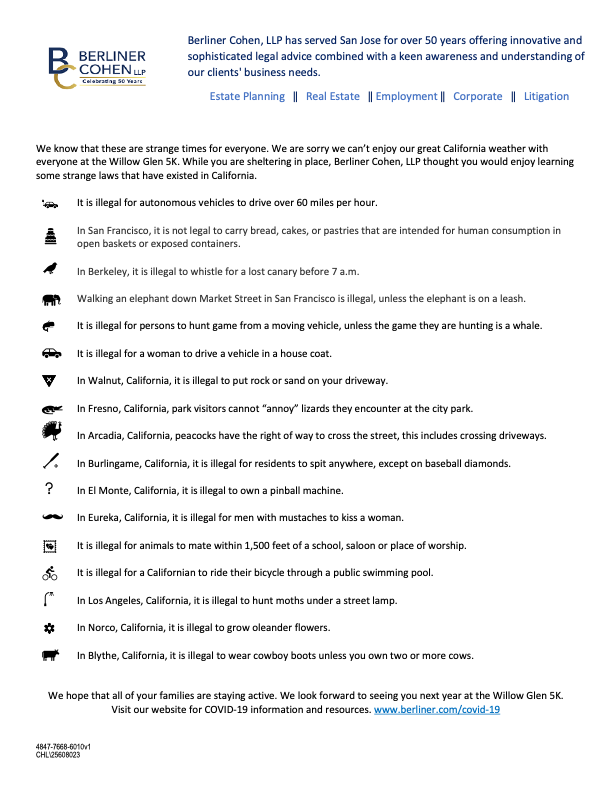 BERLINER
COHEN LLP
Celebrating 50 Years
Berliner Cohen, LLP has served San Jose for over 50 years offering innovative and
sophisticated legal advice combined with a keen awareness and understanding of
our clients' business needs.
Estate Planning || Real Estate || Employment || Corporate || Litigation
We know that these are strange times for everyone. We are sorry we can't enjoy our great California weather with
everyone at the Willow Glen 5K. While you are sheltering in place, Berliner Cohen, LLP thought you would enjoy learning
some strange laws that have existed in California.
It is illegal for autonomous vehicles to drive over 60 miles per hour.
In San Francisco, it is not legal to carry bread, cakes, or pastries that are intended for human consumption in
open baskets or exposed containers.
In Berkeley, it is illegal to whistle for a lost canary before 7 a.m.
Walking an elephant down Market Street in San Francisco is illegal, unless the elephant is on a leash.
It is illegal for persons to hunt game from a moving vehicle, unless the game they are hunting is a whale.
It is illegal for a woman to drive a vehicle in a house coat.
In Walnut, California, it is illegal to put rock or sand on your driveway.
In Fresno, California, park visitors cannot “annoy” lizards they encounter at the city park.
In Arcadia, California, peacocks have the right of way to cross the street, this includes crossing driveways.
In Burlingame, California, it is illegal for residents to spit anywhere, except on baseball diamonds.
? In El Monte, California, it is illegal to own a pinball machine.
In Eureka, California, it is illegal for men with mustaches to kiss a woman.
It is illegal for animals to mate within 1,500 feet of a school, saloon or place of worship.
It is illegal for a Californian to ride their bicycle through a public swimming pool.
In Los Angeles, California, it is illegal to hunt moths under a street lamp.
In Norco, California, it is illegal to grow oleander flowers.
In Blythe, California, it is illegal to wear cowboy boots unless you own two or more cows.
We hope that all of your families are staying active. We look forward to seeing you next year at the Willow Glen 5K.
Visit our website for COVID-19 information and resources. www.berliner.com/covid-19
4847-7668-6010v1
CHL\25608023